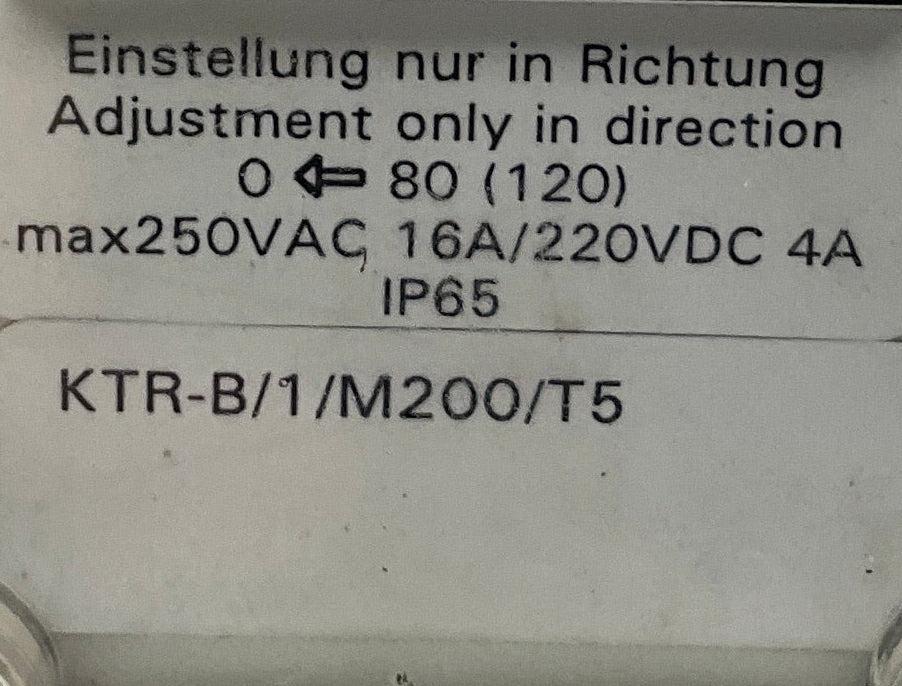 Einstellung nur in Richtung
Adjustment only in direction
0 ⇦ 80 (120)
max250VAC, 16A/220VDC 4A
IP65
KTR-B/1/M200/T5